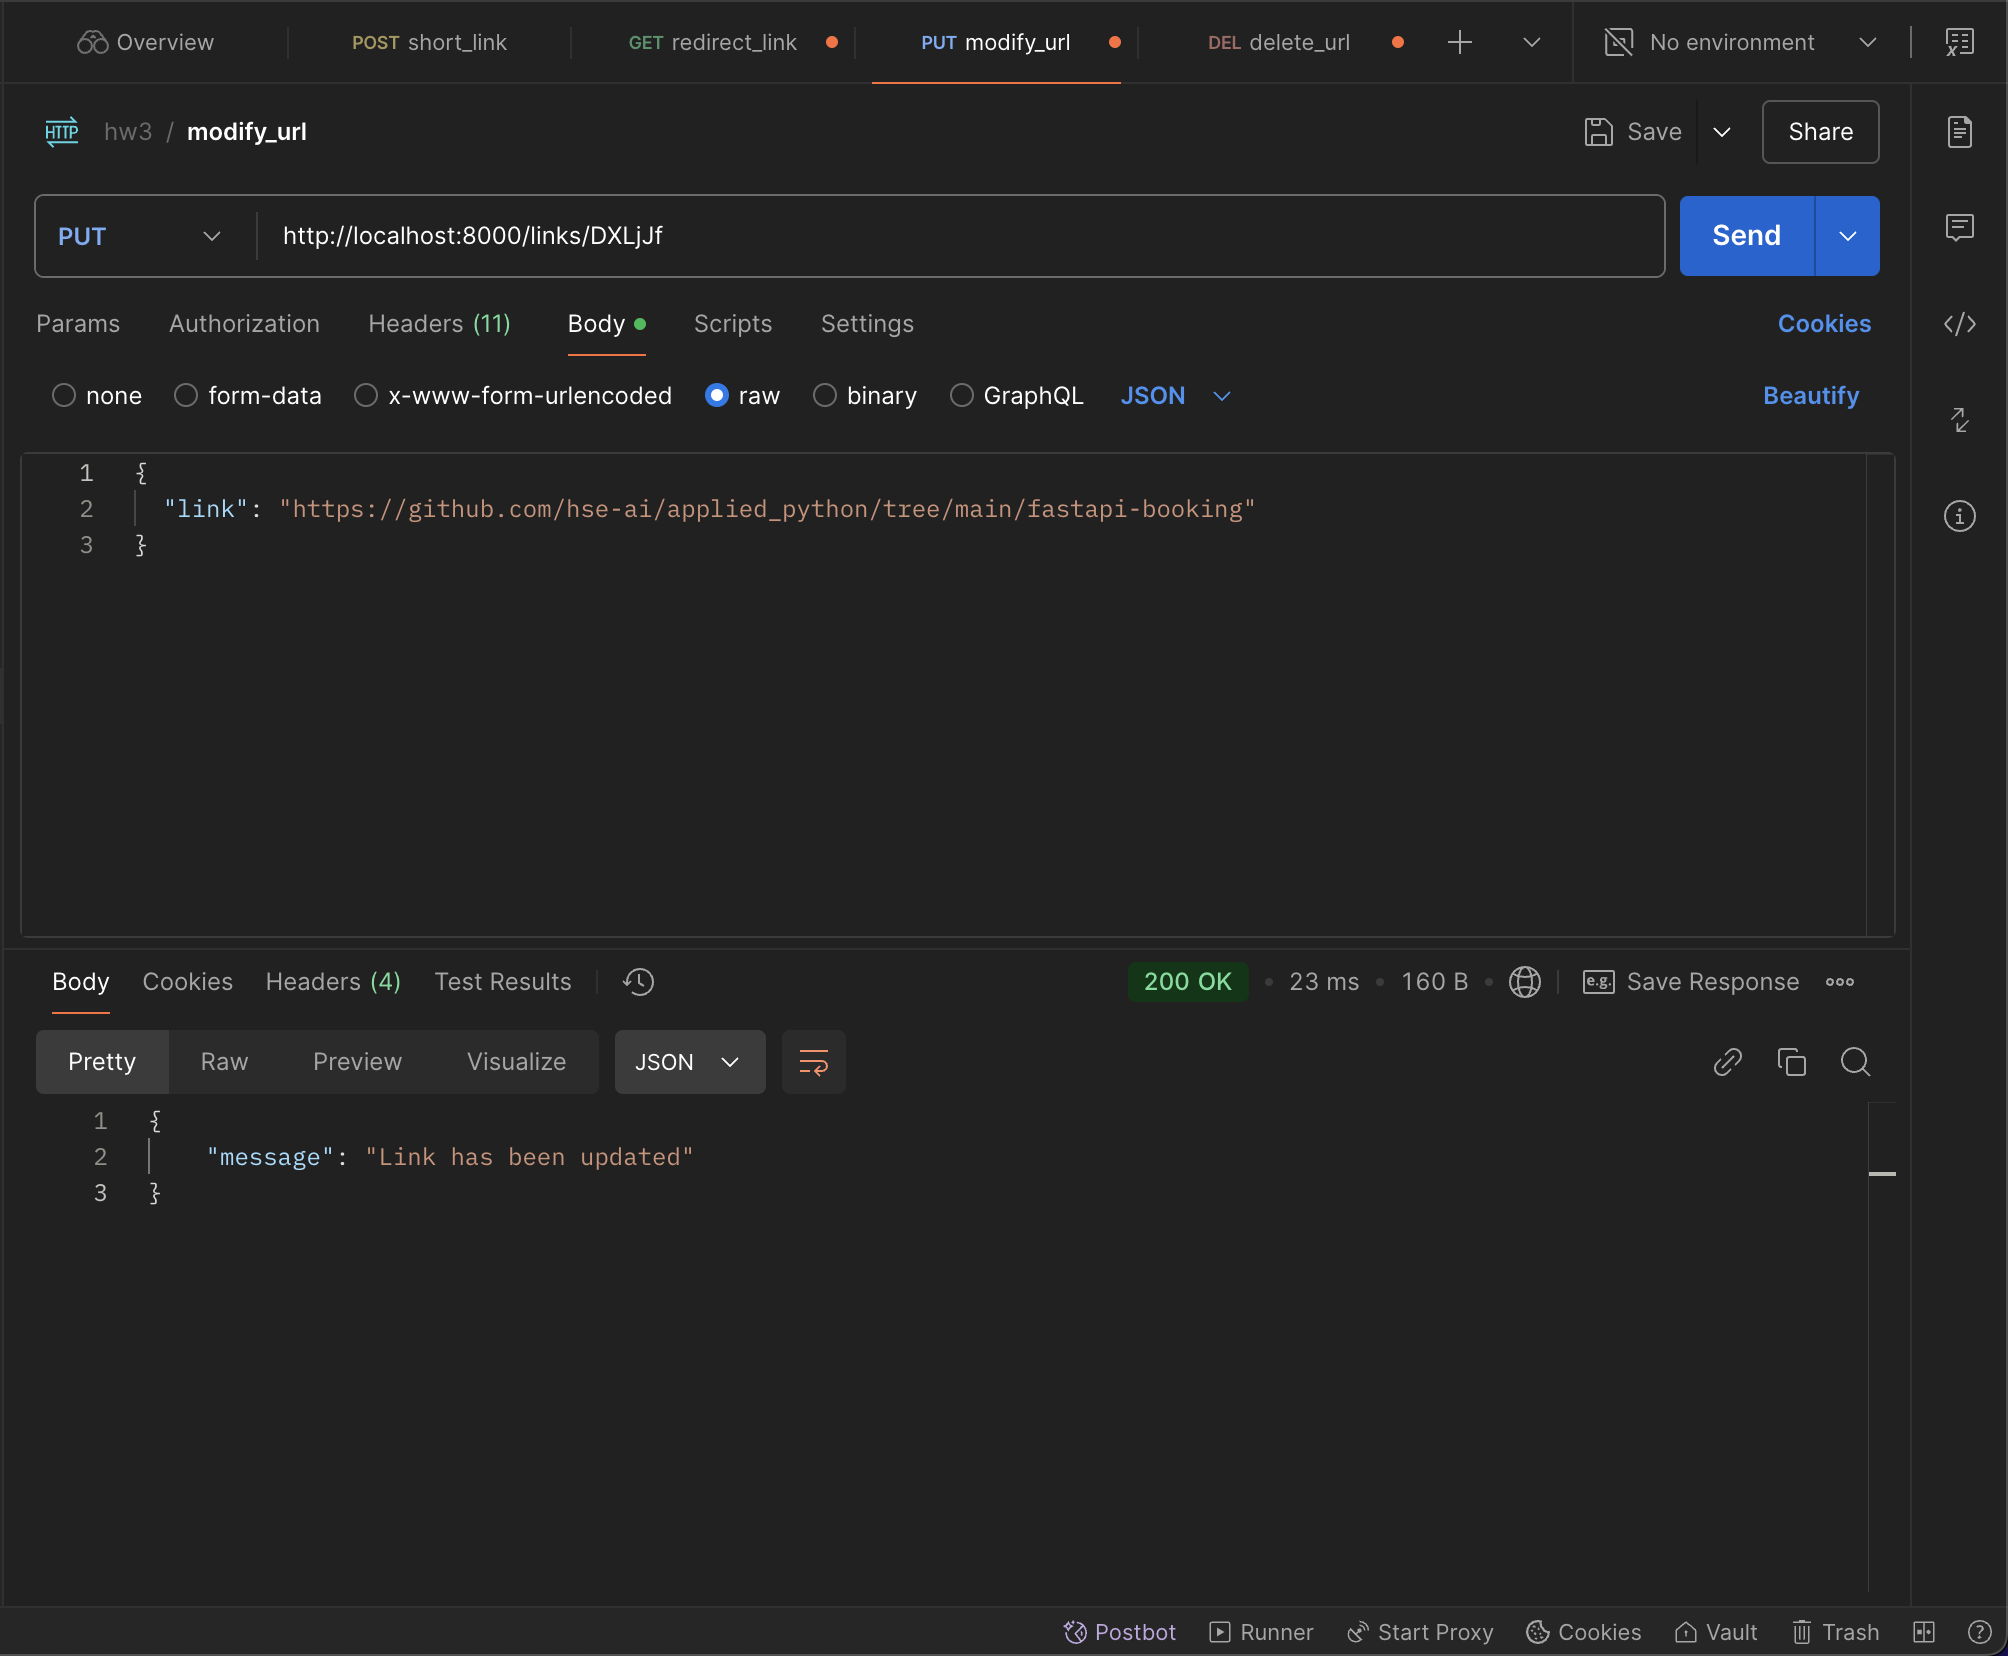 Overview POST short_link GET redirect_link PUT modify_url DEL delete_url No environment
HTTP hw3 / modify_url Save Share
PUT http://localhost:8000/links/DXLjJf Send
Params Authorization Headers (11) Body Scripts Settings Cookies
none form-data x-www-form-urlencoded raw binary GraphQL JSON Beautify
1 {
2 "link": "https://github.com/hse-ai/applied_python/tree/main/fastapi-booking"
3 }
Body Cookies Headers (4) Test Results 200 OK • 23 ms • 160 B • e.g. Save Response
Pretty Raw Preview Visualize JSON
1 {
2 "message": "Link has been updated"
3 }
Postbot Runner Start Proxy Cookies Vault Trash